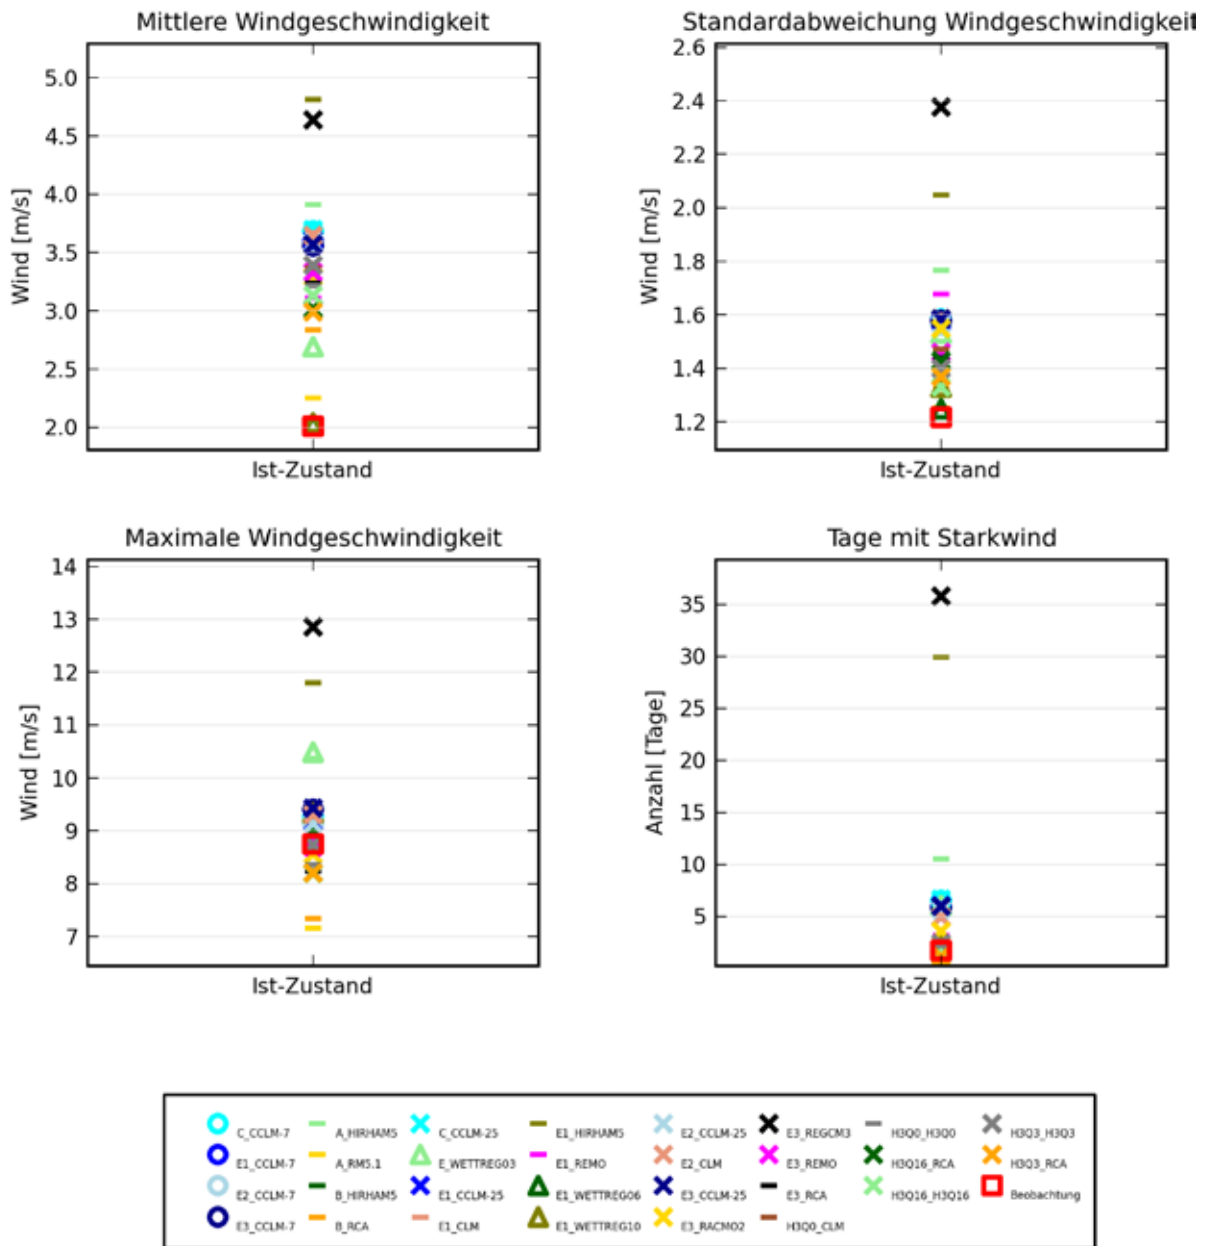 Mittlere Windgeschwindigkeit
5.0
4.5
4.0
3.5
3.0
2.5
2.0
Wind [m/s]
Ist-Zustand
Standardabweichung Windgeschwindigkeit
2.6
2.4
2.2
2.0
1.8
1.6
1.4
1.2
Wind [m/s]
Ist-Zustand
Maximale Windgeschwindigkeit
14
13
12
11
10
9
8
7
Wind [m/s]
Ist-Zustand
Tage mit Starkwind
35
30
25
20
15
10
5
Anzahl [Tage]
Ist-Zustand
C_CCLM-7
E1_CCLM-7
E2_CCLM-7
E3_CCLM-7
A_HIRHAM5
A_RM5.1
B_HIRHAM5
B_RCA
C_CCLM-25
E_WETTREG03
E1_CCLM-25
E1_CLM
E1_HIRHAM5
E1_REMO
E1_WETTREG06
E1_WETTREG10
E2_CCLM-25
E2_CLM
E3_CCLM-25
E3_RACMO2
E3_REGCM3
E3_REMO
E3_RCA
H3Q0_CLM
H3Q0_H3Q0
H3Q16_RCA
H3Q16_H3Q16
H3Q3_H3Q3
H3Q3_RCA
Beobachtung